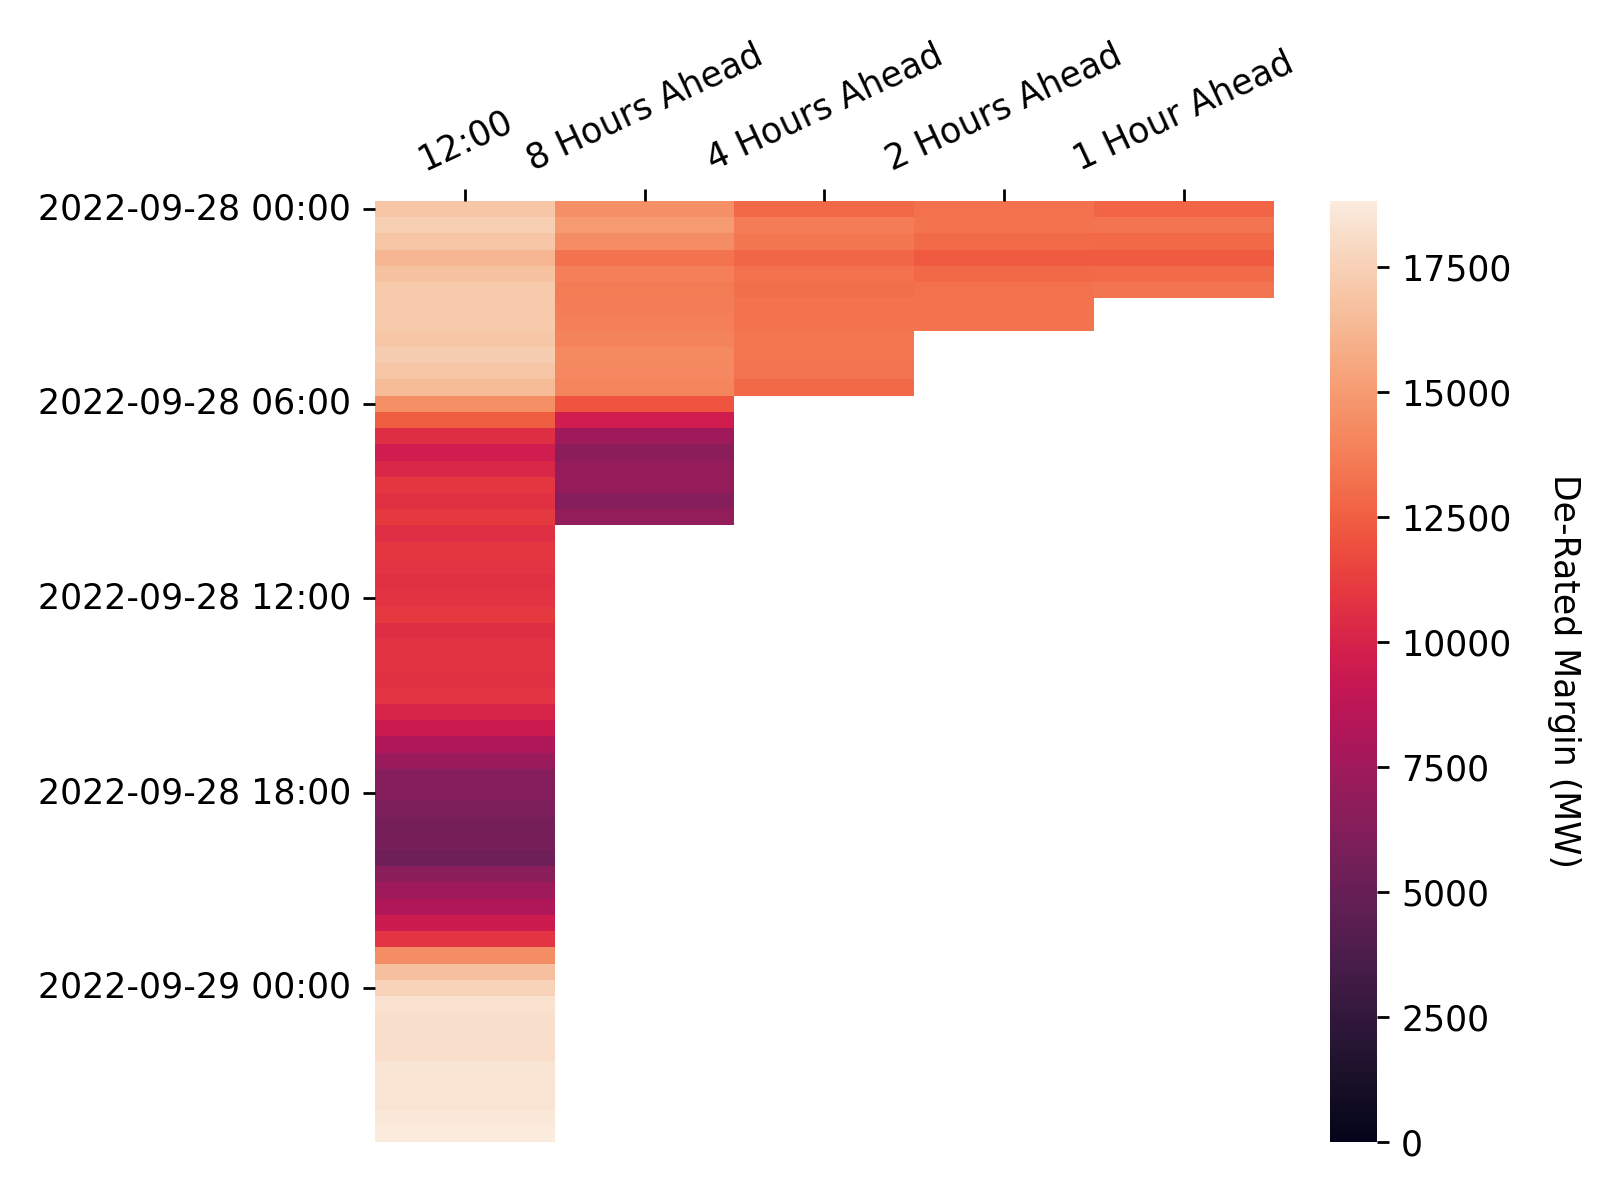 12:00
8 Hours Ahead
4 Hours Ahead
2 Hours Ahead
1 Hour Ahead
2022-09-28 00:00
2022-09-28 06:00
2022-09-28 12:00
2022-09-28 18:00
2022-09-29 00:00
17500
15000
12500
10000
7500
5000
2500
0
De-Rated Margin (MW)